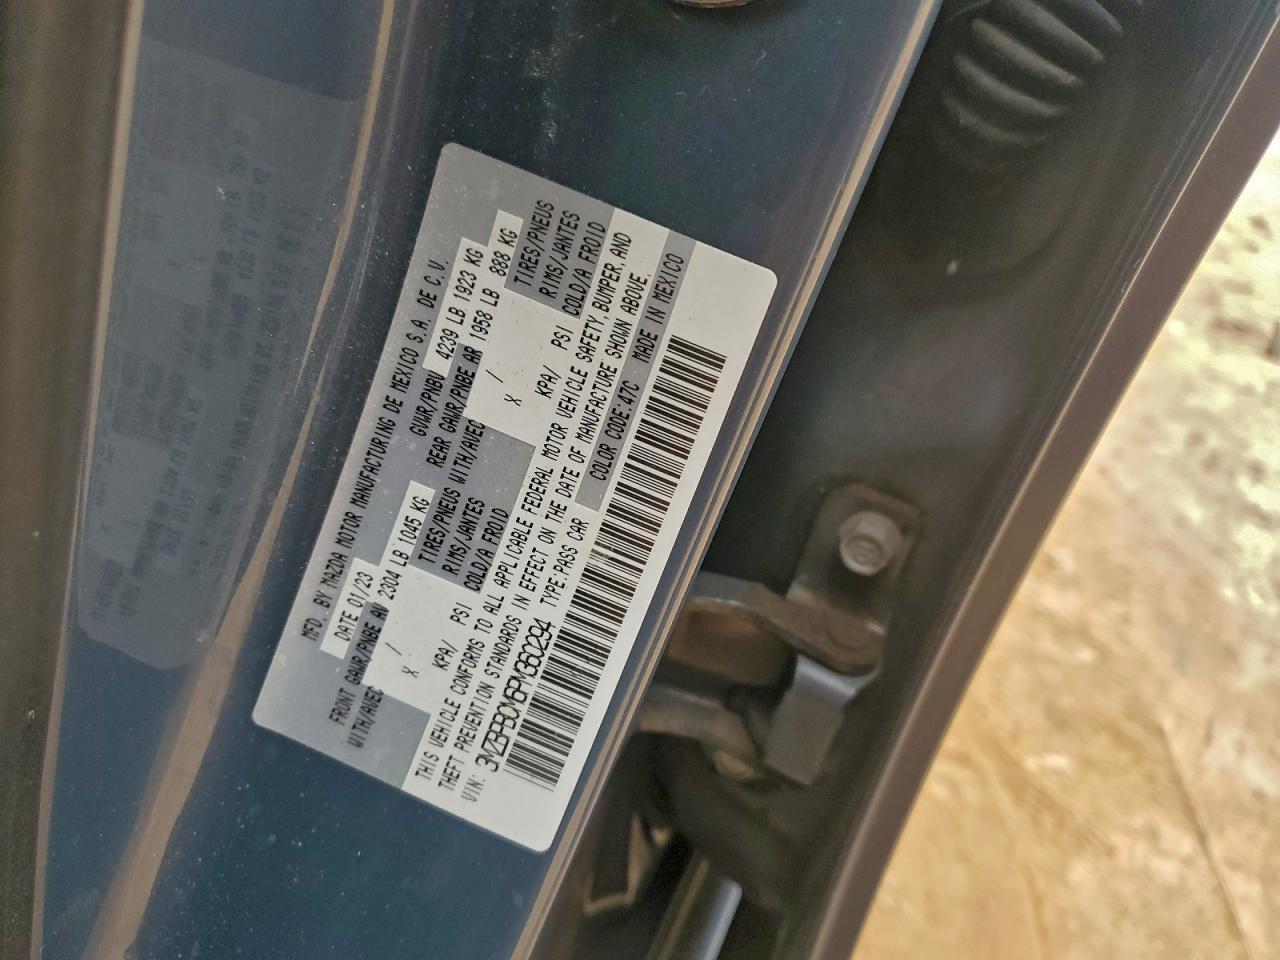 MFD. BY MAZDA MOTOR MANUFACTURING DE MEXICO S.A. DE C.V.
DATE 01/23 GVWR/PNBV 4239 LB 1923 KG
FRONT GAWR/PNBE AV 2304 LB 1045 KG REAR GAWR/PNBE AR 1958 LB 888 KG
WITH/AVEC TIRES/PNEUS WITH/AVEC TIRES/PNEUS
X / RIMS/JANTES X / RIMS/JANTES
KPA/ PSI COLD/A FROID KPA/ PSI COLD/A FROID
THIS VEHICLE CONFORMS TO ALL APPLICABLE FEDERAL MOTOR VEHICLE SAFETY, BUMPER, AND
THEFT PREVENTION STANDARDS IN EFFECT ON THE DATE OF MANUFACTURE SHOWN ABOVE.
VIN: 3MZBPBCM6PM360294 TYPE:PASS CAR COLOR CODE:47C MADE IN MEXICO